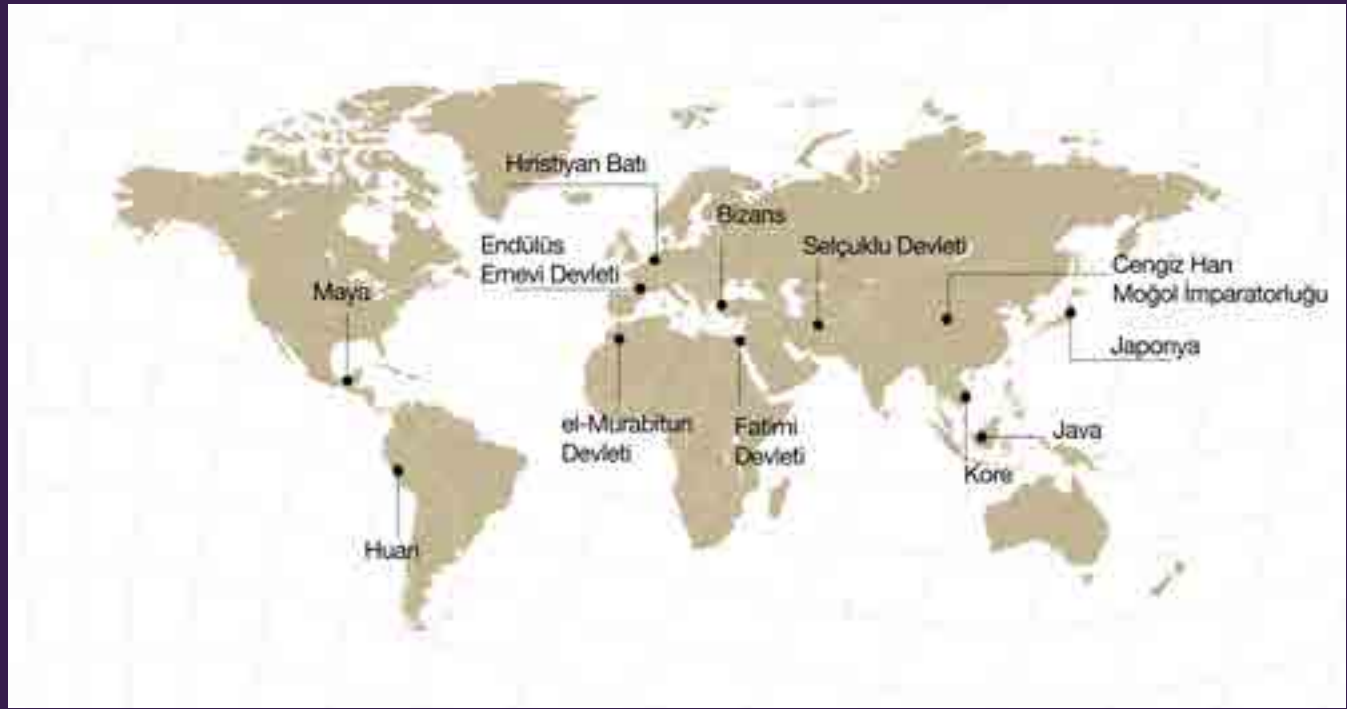 Hıristiyan Batı
Bizans
Endülüs
Emevi Devleti
Selçuklu Devleti
Cengiz Han
Moğol İmparatorluğu
Maya
Japonya
el-Murabitun
Devleti
Fatimi
Devleti
Java
Kore
Huari